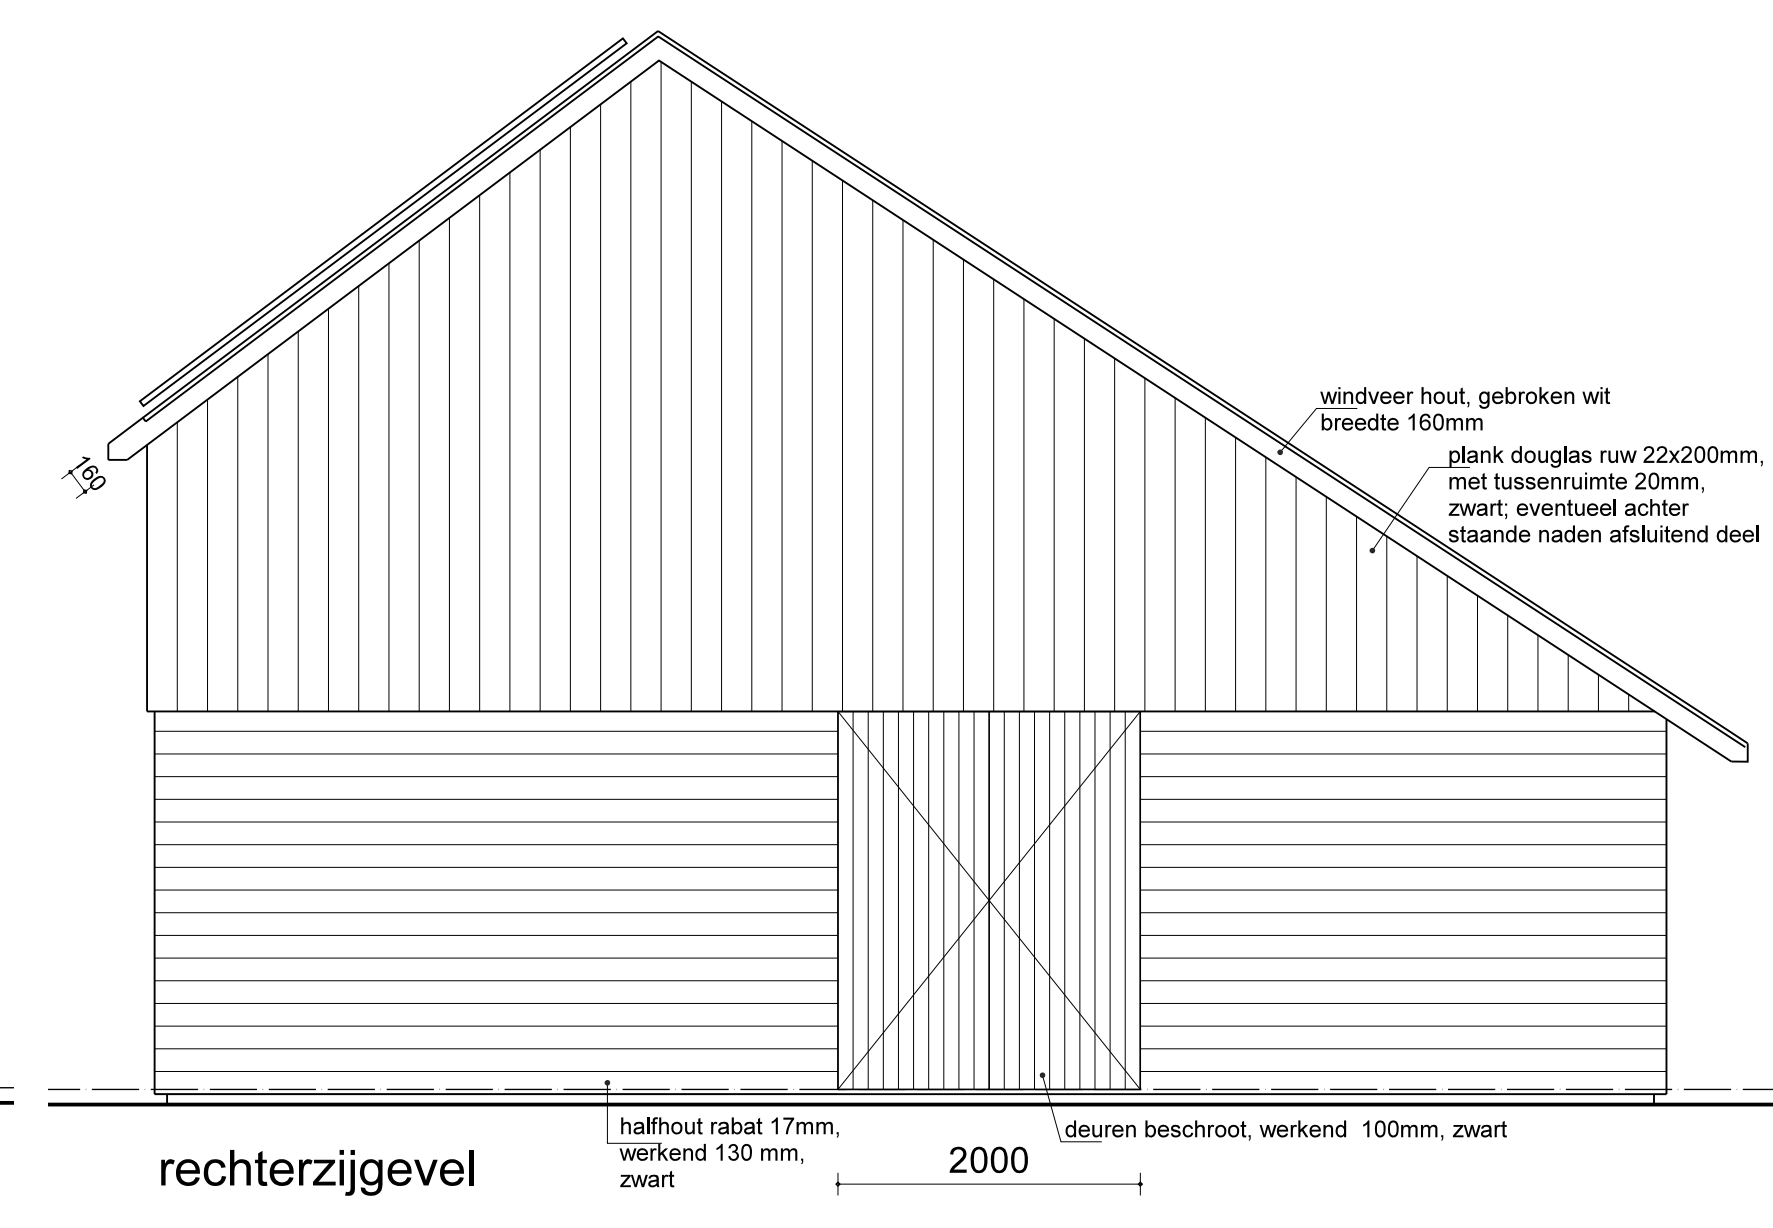 windveer hout, gebroken wit
breedte 160mm
plank douglas ruw 22x200mm,
met tussenruimte 20mm,
zwart; eventueel achter
staande naden afsluitend deel
160
halfhout rabat 17mm,
werkend 130 mm,
zwart
deuren beschroot, werkend  100mm, zwart
rechterzijgevel
2000